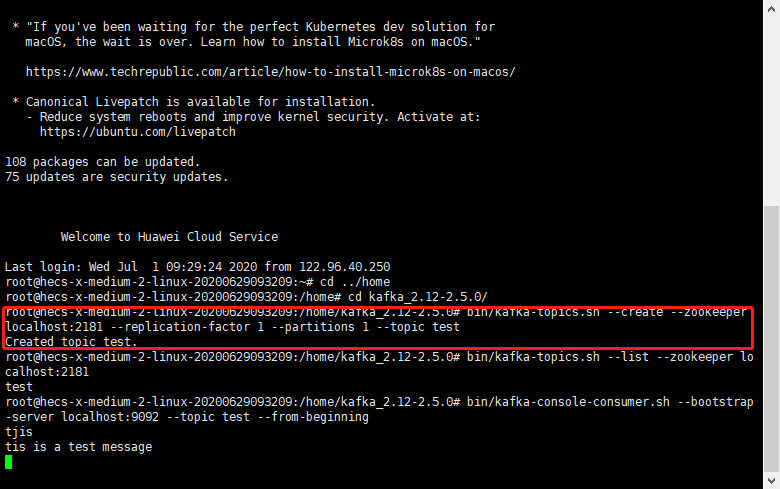 * "If you've been waiting for the perfect Kubernetes dev solution for
macOS, the wait is over. Learn how to install Microk8s on macOS."
https://www.techrepublic.com/article/how-to-install-microk8s-on-macos/
* Canonical Livepatch is available for installation.
- Reduce system reboots and improve kernel security. Activate at:
https://ubuntu.com/livepatch
108 packages can be updated.
75 updates are security updates.
Welcome to Huawei Cloud Service
Last login: Wed Jul  1 09:29:24 2020 from 122.96.40.250
root@hecs-x-medium-2-linux-20200629093209:~# cd ../home
root@hecs-x-medium-2-linux-20200629093209:/home# cd kafka_2.12-2.5.0/
root@hecs-x-medium-2-linux-20200629093209:/home/kafka_2.12-2.5.0# bin/kafka-topics.sh --create --zookeeper
localhost:2181 --replication-factor 1 --partitions 1 --topic test
Created topic test.
root@hecs-x-medium-2-linux-20200629093209:/home/kafka_2.12-2.5.0# bin/kafka-topics.sh --list --zookeeper lo
calhost:2181
test
root@hecs-x-medium-2-linux-20200629093209:/home/kafka_2.12-2.5.0# bin/kafka-console-consumer.sh --bootstrap
-server localhost:9092 --topic test --from-beginning
tjis
tis is a test message